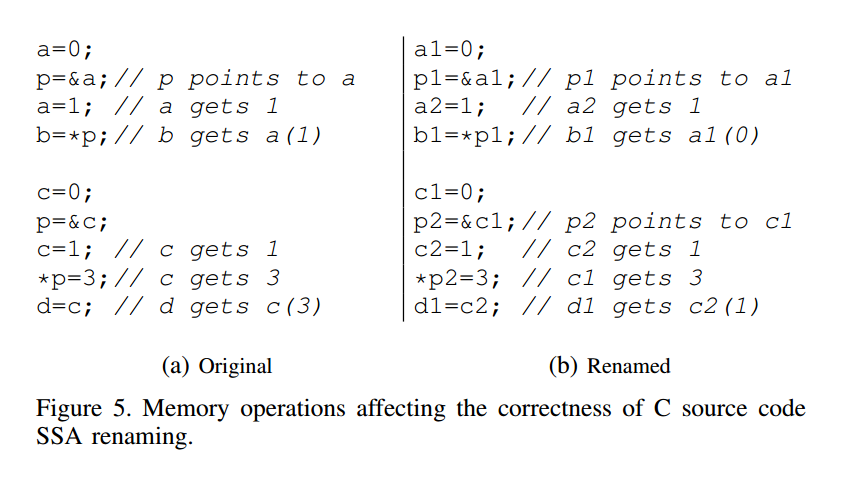 a=0;
p=&a;// p points to a
a=1; // a gets 1
b=*p;// b gets a(1)
c=0;
p=&c;
c=1; // c gets 1
*p=3;// c gets 3
d=c; // d gets c(3)
(a) Original
a1=0;
p1=&a1;// p1 points to a1
a2=1; // a2 gets 1
b1=*p1;// b1 gets a1(0)
c1=0;
p2=&c1;// p2 points to c1
c2=1; // c2 gets 1
*p2=3; // c1 gets 3
d1=c2; // d1 gets c2(1)
(b) Renamed
Figure 5. Memory operations affecting the correctness of C source code
SSA renaming.